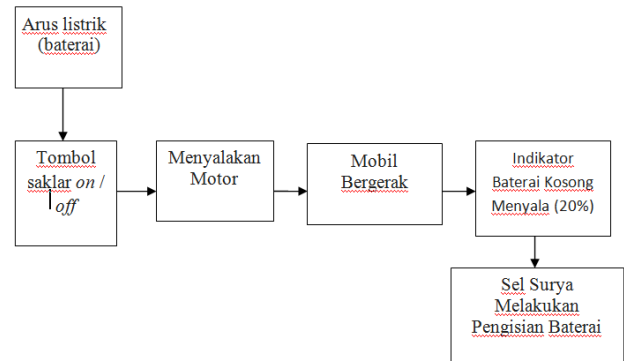 Arus listrik
(baterai)
Tombol
saklar on /
off
Menyalakan
Motor
Mobil
Bergerak
Indikator
Baterai Kosong
Menyala (20%)
Sel Surya
Melakukan
Pengisian Baterai